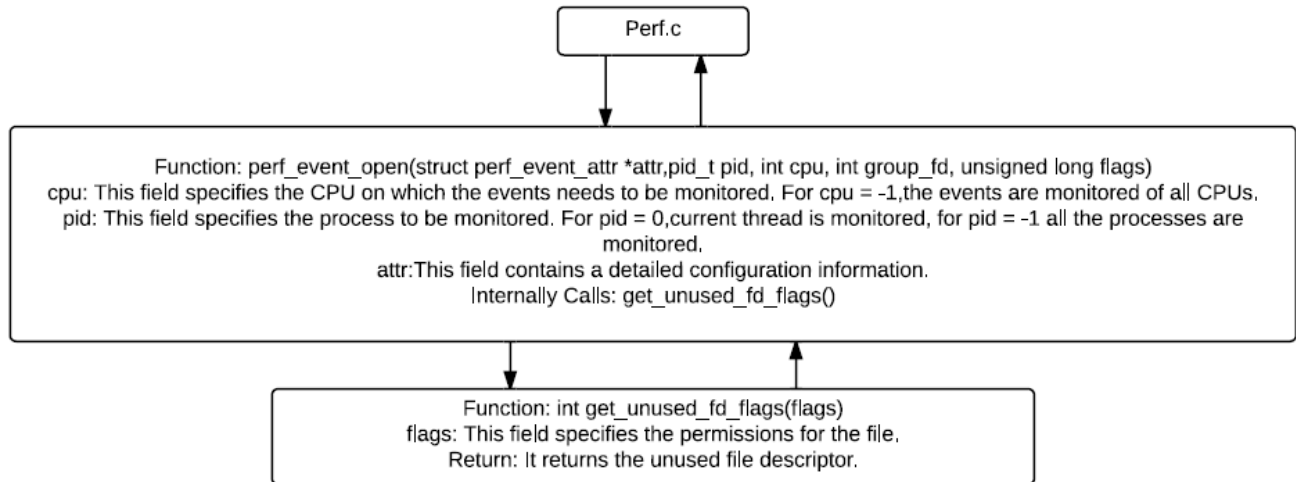 Perf.c
Function: perf_event_open(struct perf_event_attr *attr,pid_t pid, int cpu, int group_fd, unsigned long flags)
cpu: This field specifies the CPU on which the events needs to be monitored. For cpu = -1,the events are monitored of all CPUs.
pid: This field specifies the process to be monitored. For pid = 0,current thread is monitored, for pid = -1 all the processes are
monitored.
attr:This field contains a detailed configuration information.
Internally Calls: get_unused_fd_flags()
Function: int get_unused_fd_flags(flags)
flags: This field specifies the permissions for the file.
Return: It returns the unused file descriptor.